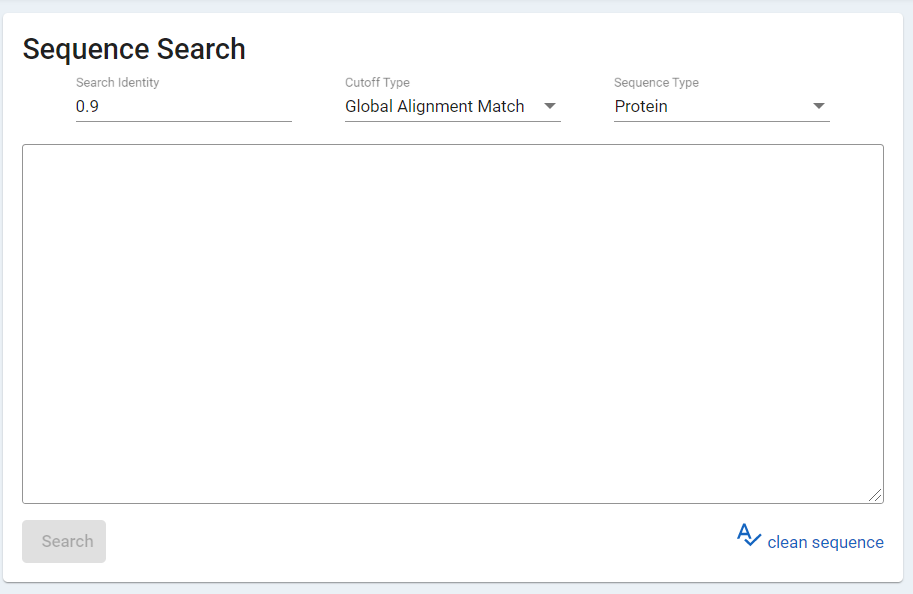 Sequence Search
Search Identity
0.9
Cutoff Type
Global Alignment Match
Sequence Type
Protein
Search
clean sequence